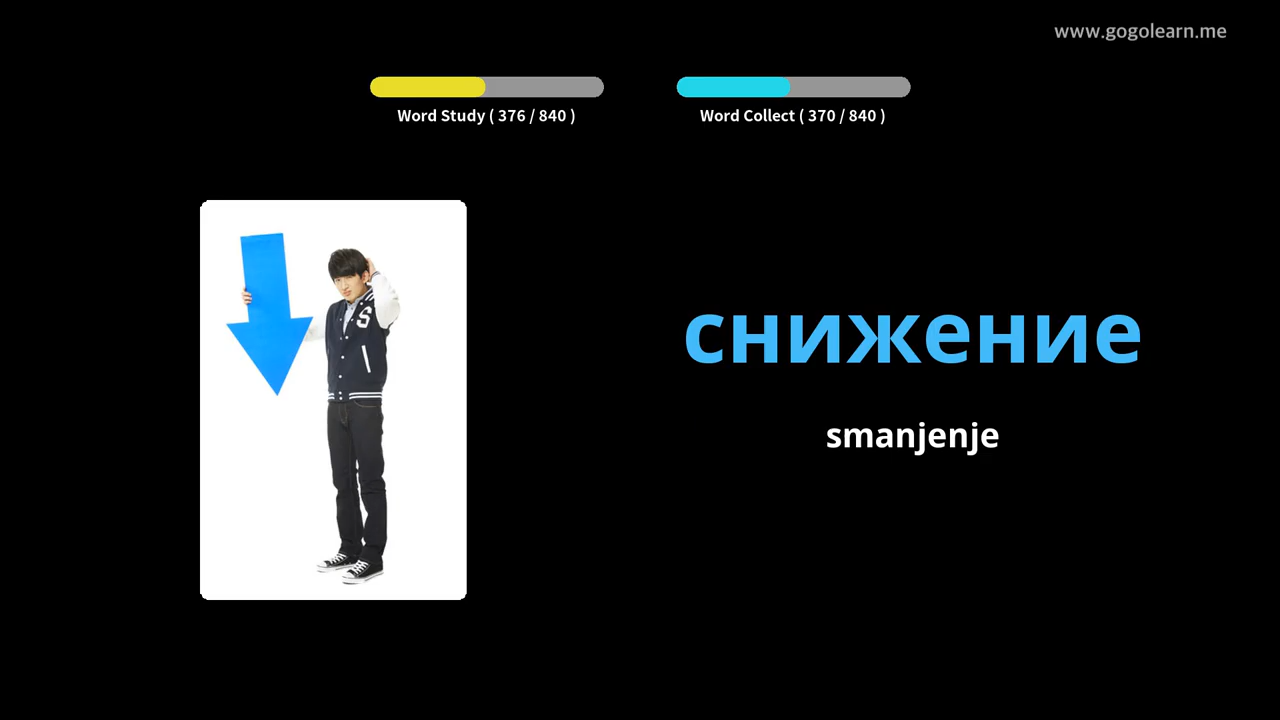 www.gogolearn.me
Word Study ( 376 / 840 )
Word Collect ( 370 / 840 )
S
снижение
smanjenje